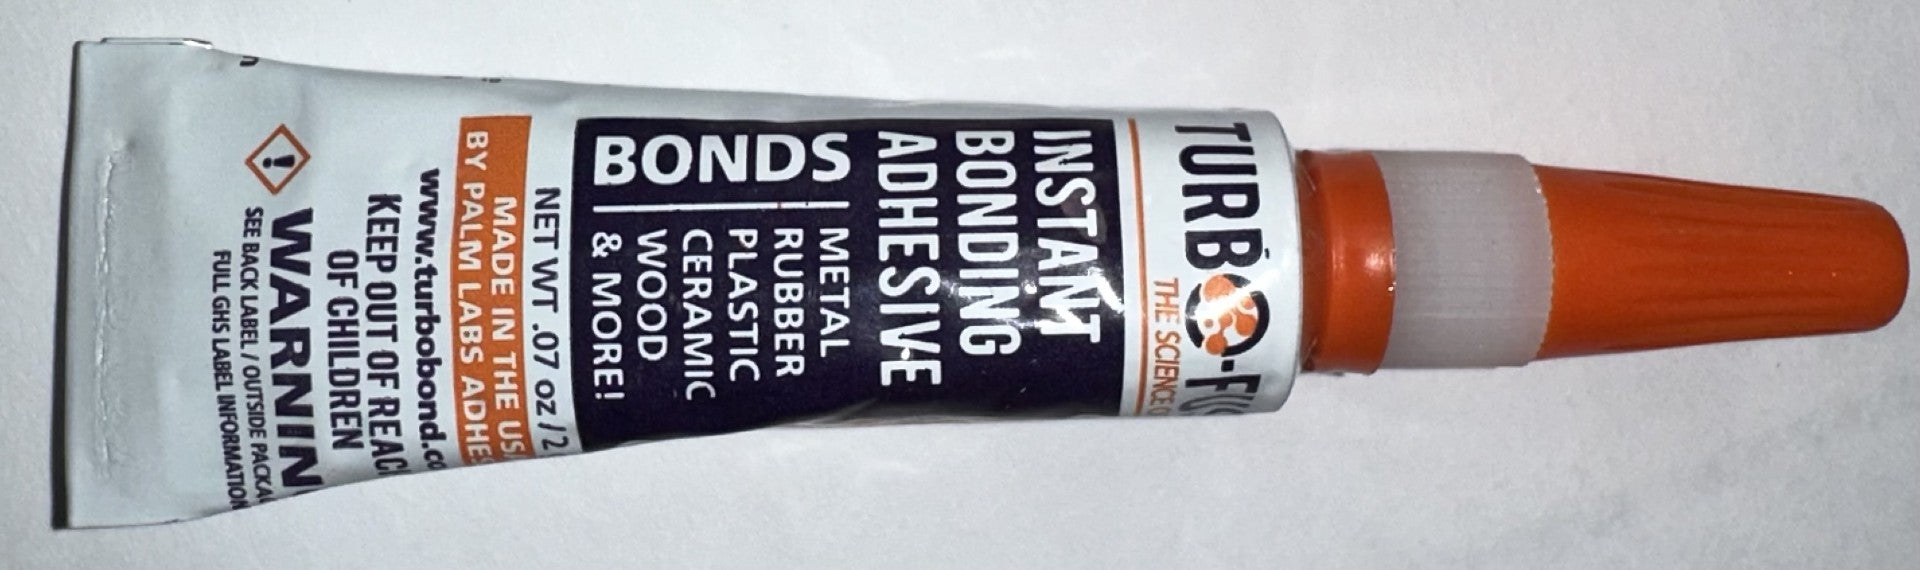 TURBO-FUS
THE SCIENCE O
INSTANT
BONDING
ADHESIVE
BONDS
METAL
RUBBER
PLASTIC
CERAMIC
WOOD
& MORE!
NET WT .07 oz / 2
MADE IN THE USA
BY PALM LABS ADHES
www.turbobond.co
KEEP OUT OF REACH
OF CHILDREN
WARNIN
SEE BACK LABEL / OUTSIDE PACKA
FULL GHS LABEL INFORMATION